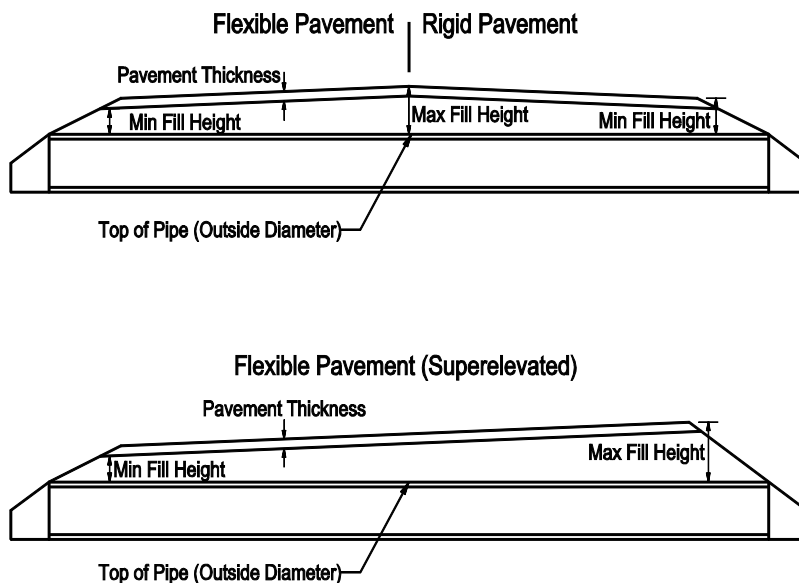 Flexible Pavement Rigid Pavement
Pavement Thickness
Min Fill Height
Max Fill Height
Min Fill Height
Top of Pipe (Outside Diameter)
Flexible Pavement (Superelevated)
Pavement Thickness
Min Fill Height
Max Fill Height
Top of Pipe (Outside Diameter)